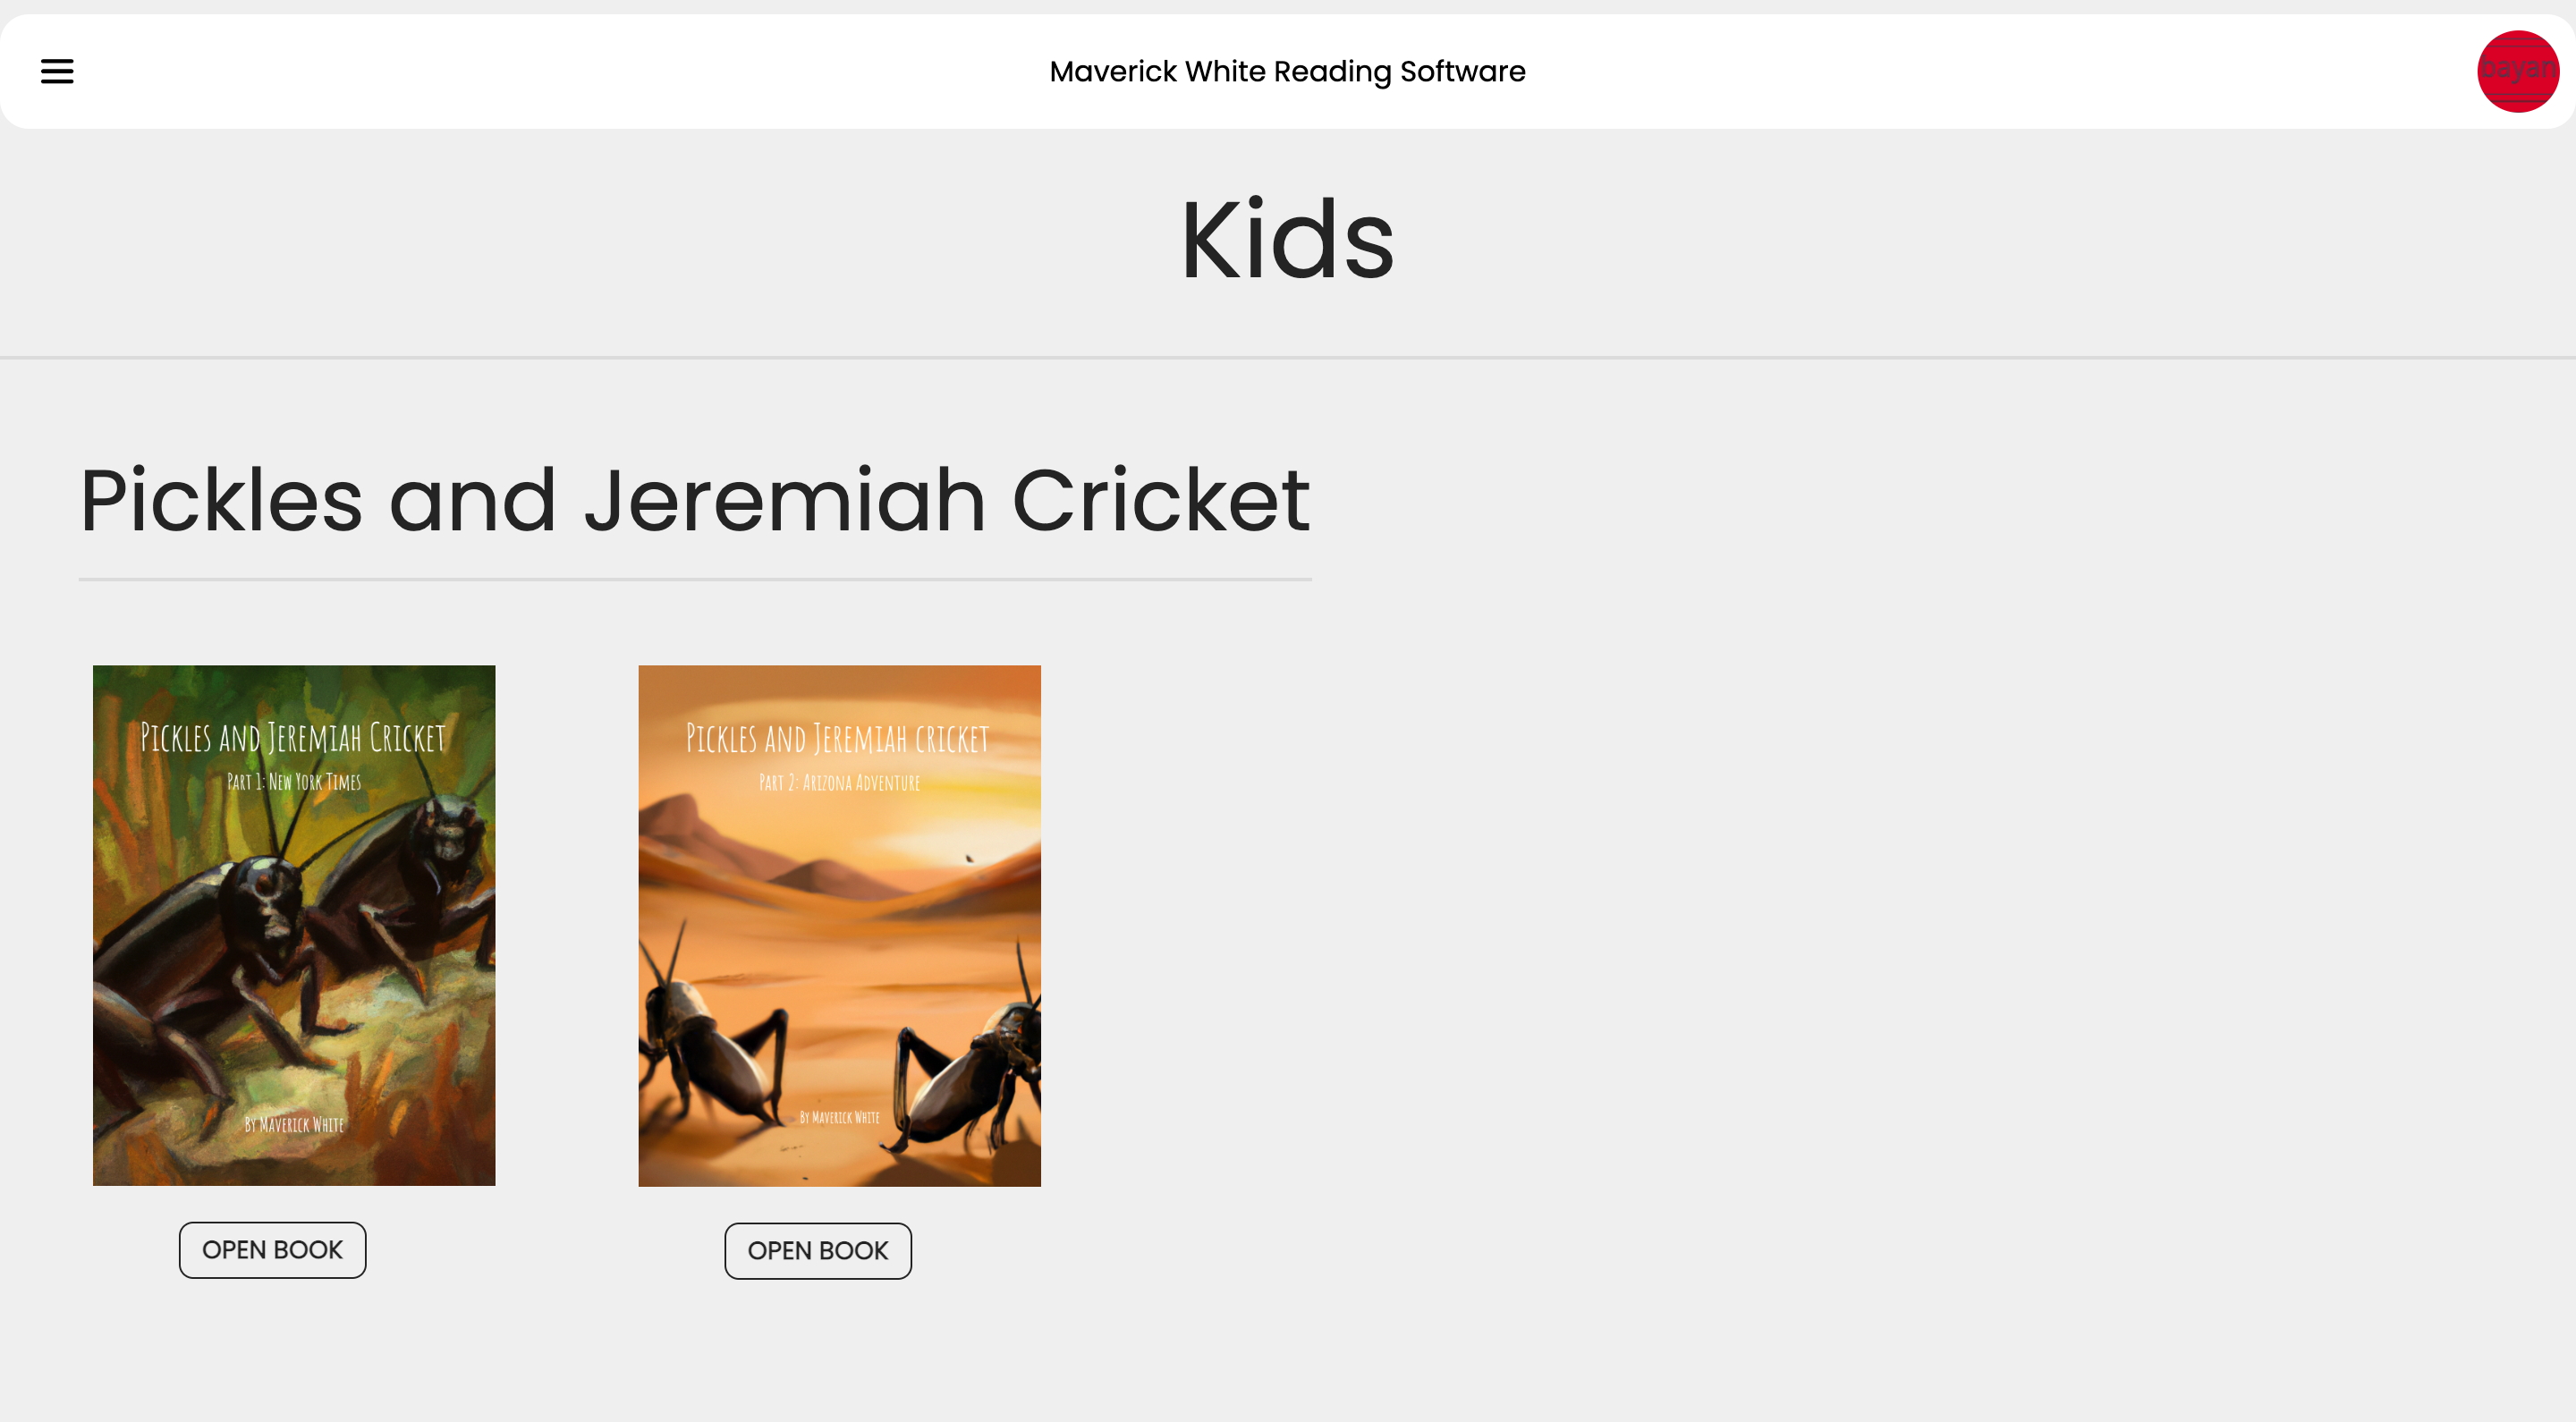 Maverick White Reading Software
bayan
Kids
Pickles and Jeremiah Cricket
Pickles and Jeremiah Cricket
Part 1: New York Times
By Maverick White
OPEN BOOK
Pickles and Jeremiah cricket
Part 2: Arizona Adventure
By Maverick White
OPEN BOOK